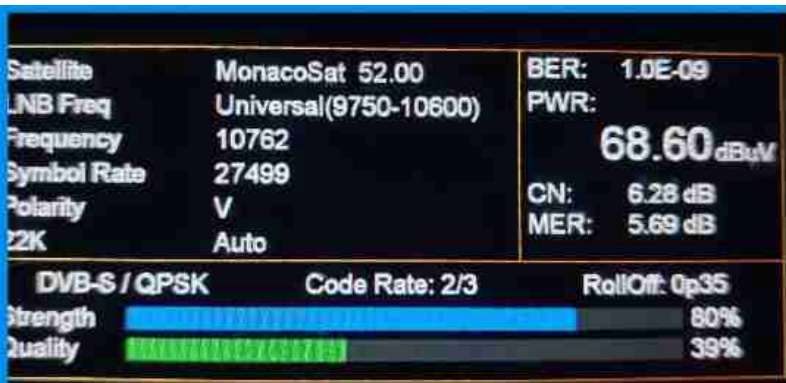 Satellite MonacoSat 52.00
LNB Freq Universal(9750-10600)
Frequency 10762
Symbol Rate 27499
Polarity V
22K Auto
BER: 1.0E-09
PWR:
68.60 dBuV
CN: 6.28 dB
MER: 5.69 dB
DVB-S / QPSK Code Rate: 2/3 RollOff: 0p35
Strength 80%
Quality 39%